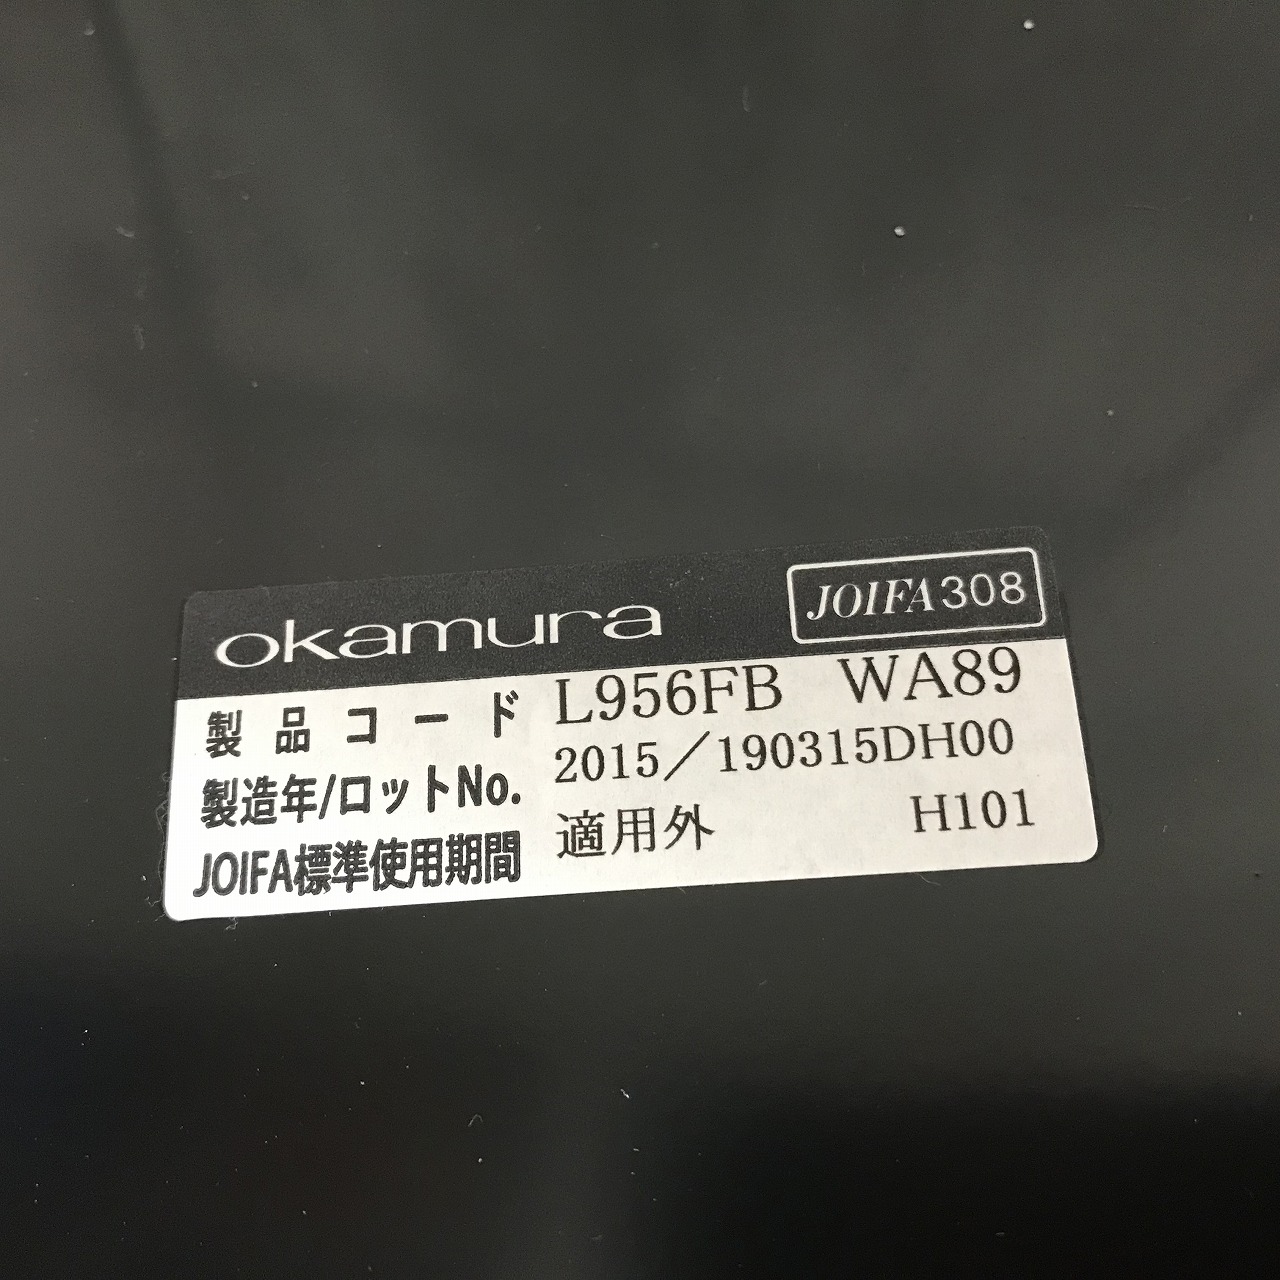 okamura JOIFA308
製品コード L956FB WA89
製造年/ロットNo. 2015／190315DH00
JOIFA標準使用期間 適用外 H101